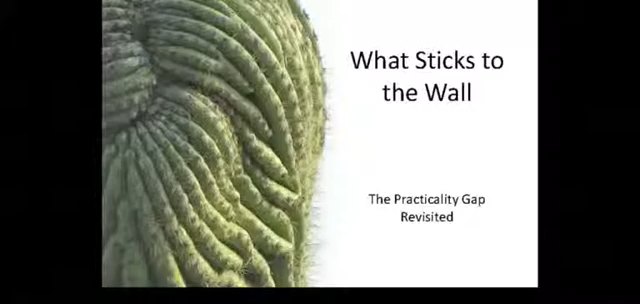 What Sticks to
the Wall
The Practicality Gap
Revisited